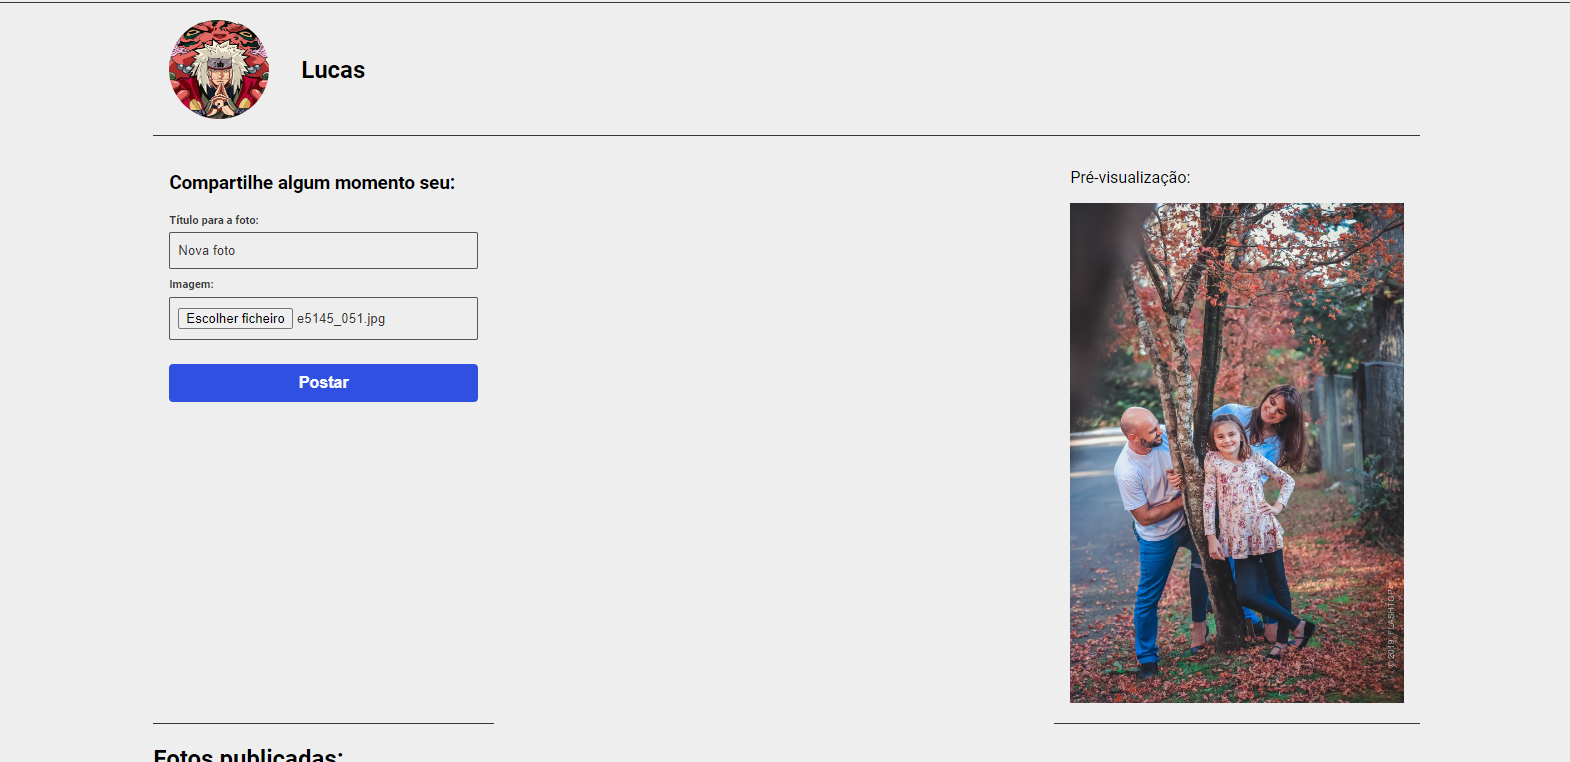 Lucas
Compartilhe algum momento seu:
Título para a foto:
Nova foto
Imagem:
Escolher ficheiro e5145_051.jpg
Postar
Pré-visualização:
© 2019
Fotos publicadas: